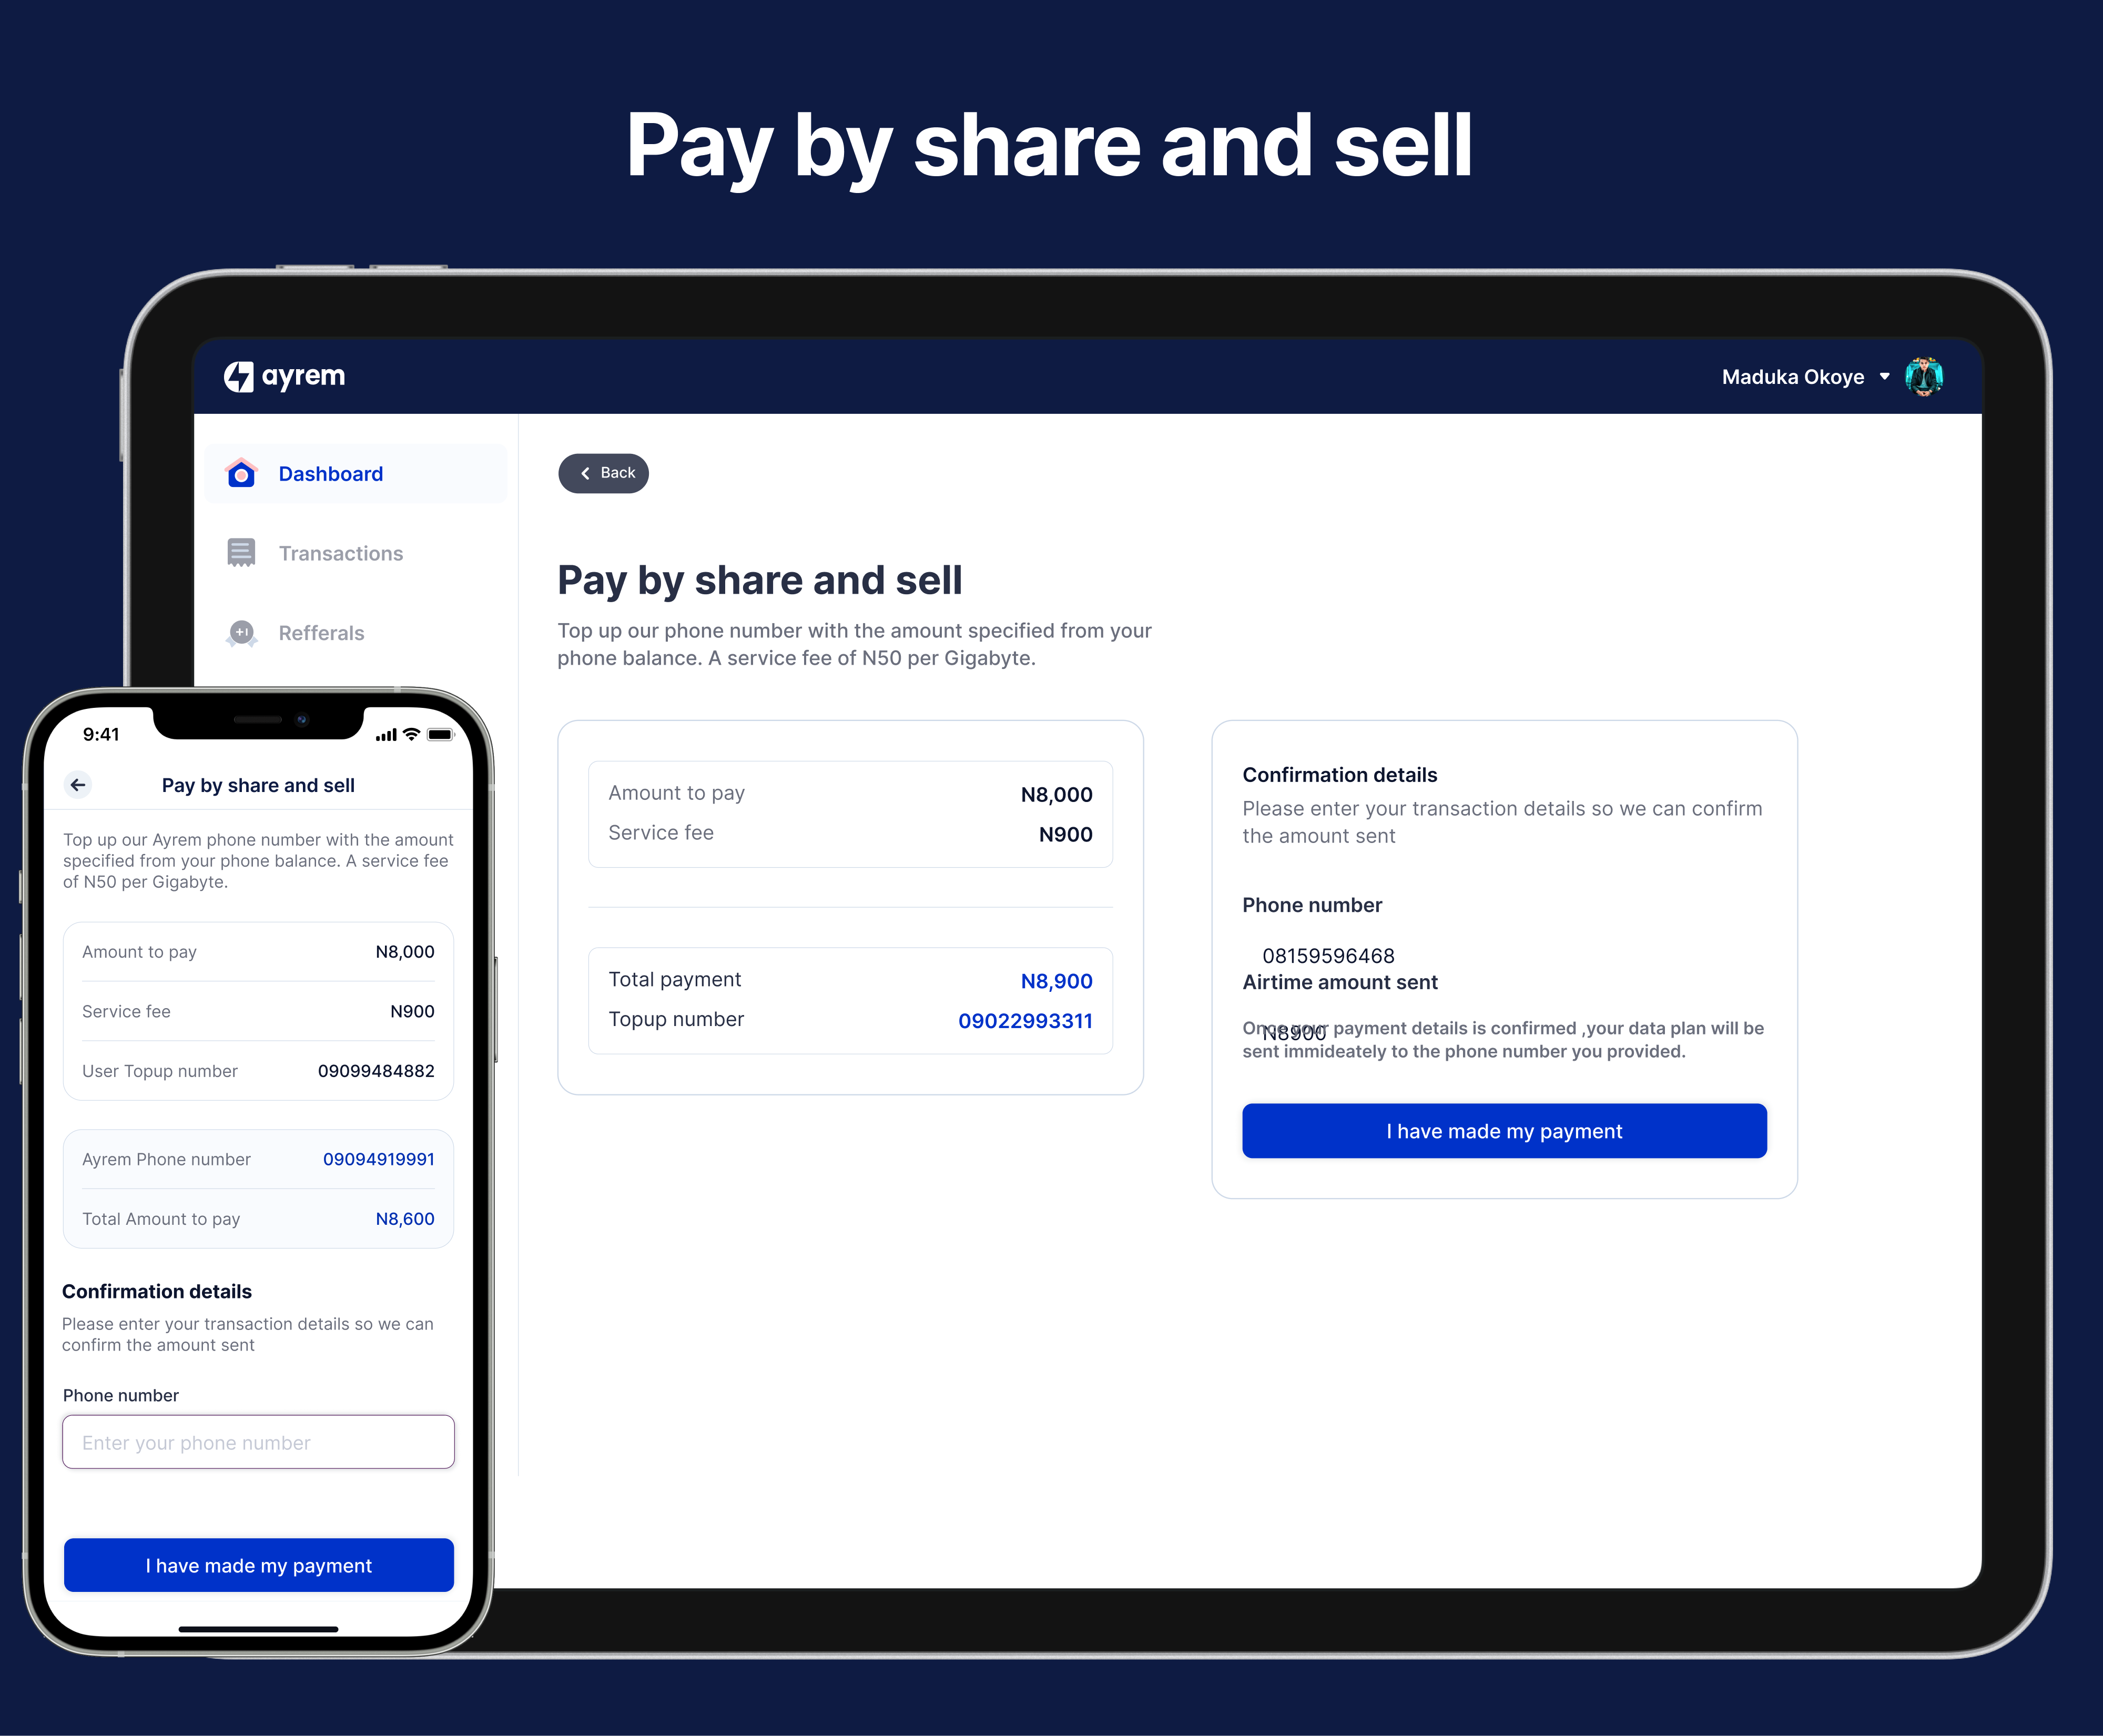 Pay by share and sell
ayrem
Maduka Okoye
Dashboard
Transactions
Refferals
Back
Pay by share and sell
Top up our phone number with the amount specified from your
phone balance. A service fee of N50 per Gigabyte.
Amount to pay N8,000
Service fee N900
Total payment N8,900
Topup number 09022993311
Confirmation details
Please enter your transaction details so we can confirm
the amount sent
Phone number
08159596468
Airtime amount sent
N8900
Once your payment details is confirmed ,your data plan will be
sent immideately to the phone number you provided.
I have made my payment
9:41
Pay by share and sell
Top up our Ayrem phone number with the amount
specified from your phone balance. A service fee
of N50 per Gigabyte.
Amount to pay N8,000
Service fee N900
User Topup number 09099484882
Ayrem Phone number 09094919991
Total Amount to pay N8,600
Confirmation details
Please enter your transaction details so we can
confirm the amount sent
Phone number
Enter your phone number
I have made my payment